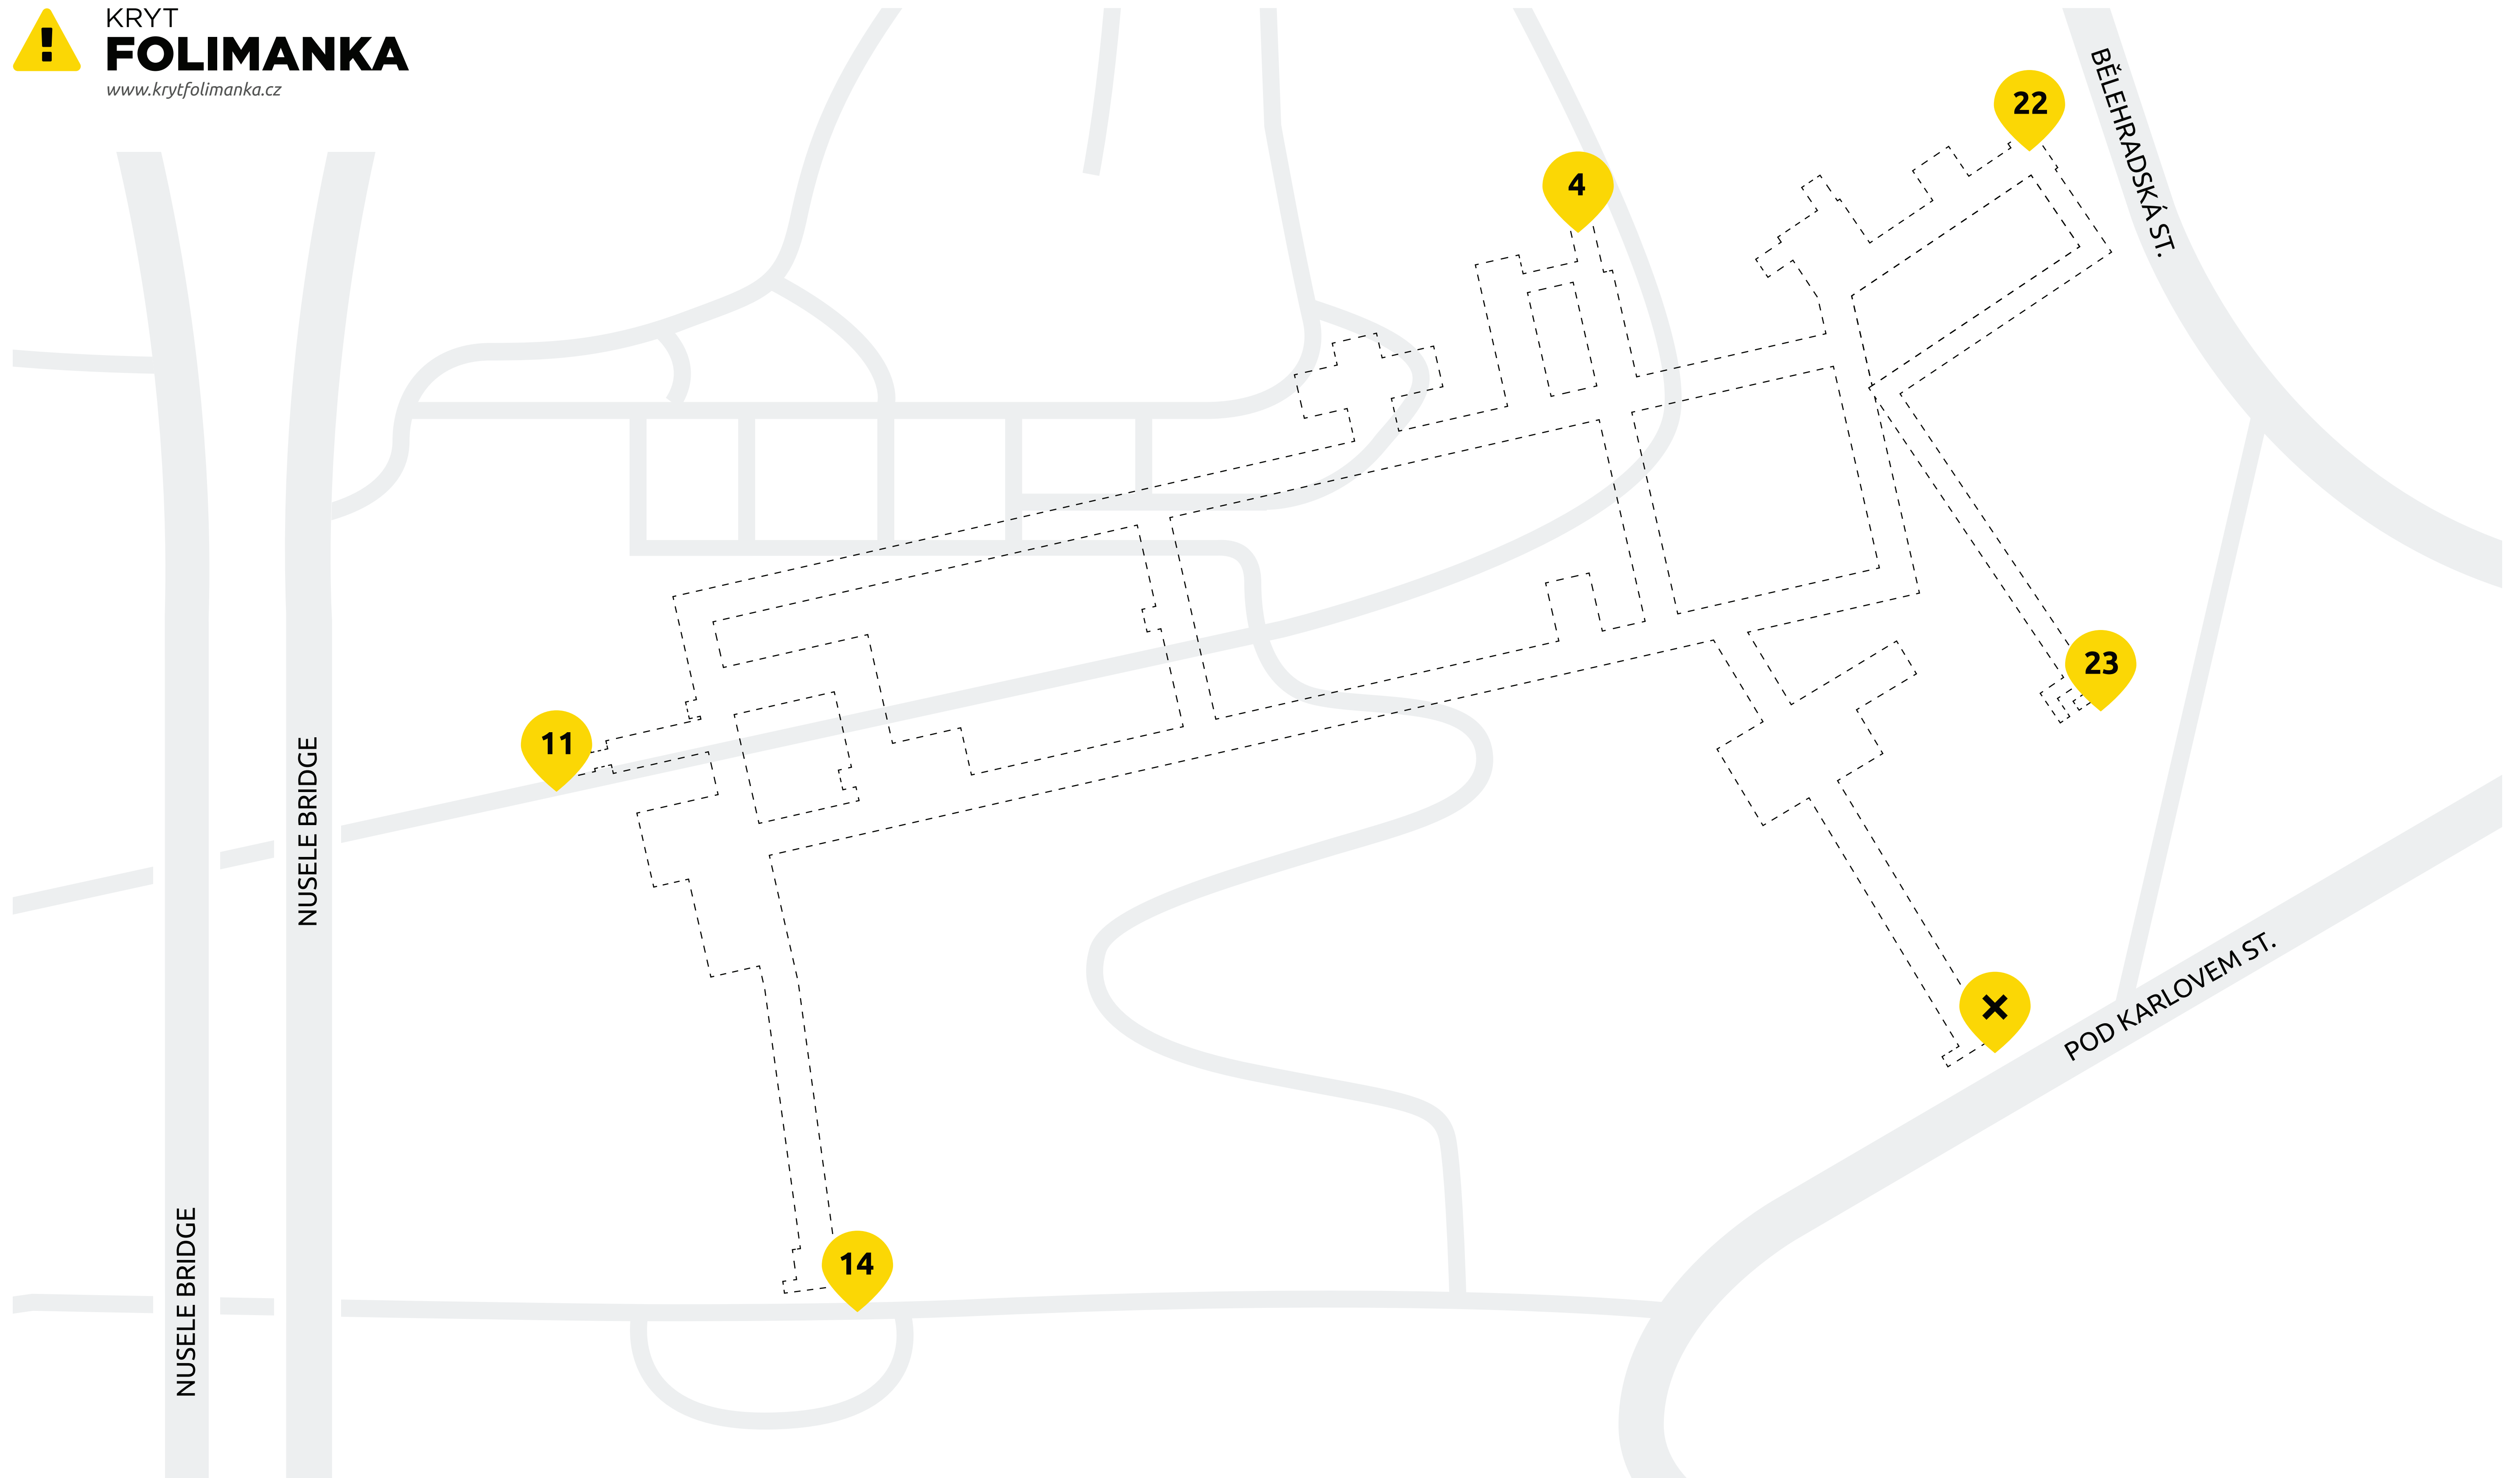 !
KRYT
FOLIMANKA
www.krytfolimanka.cz
BĚLEHRADSKÁ ST.
22
4
23
11
NUSELE BRIDGE
POD KARLOVEM ST.
14
NUSELE BRIDGE